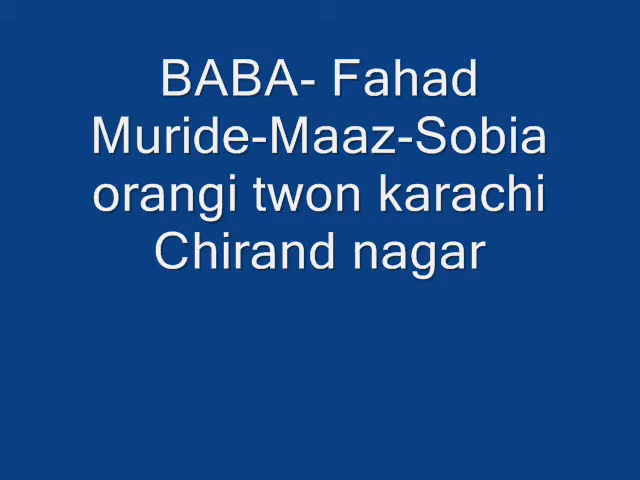 BABA- Fahad
Muride-Maaz-Sobia
orangi twon karachi
Chirand nagar